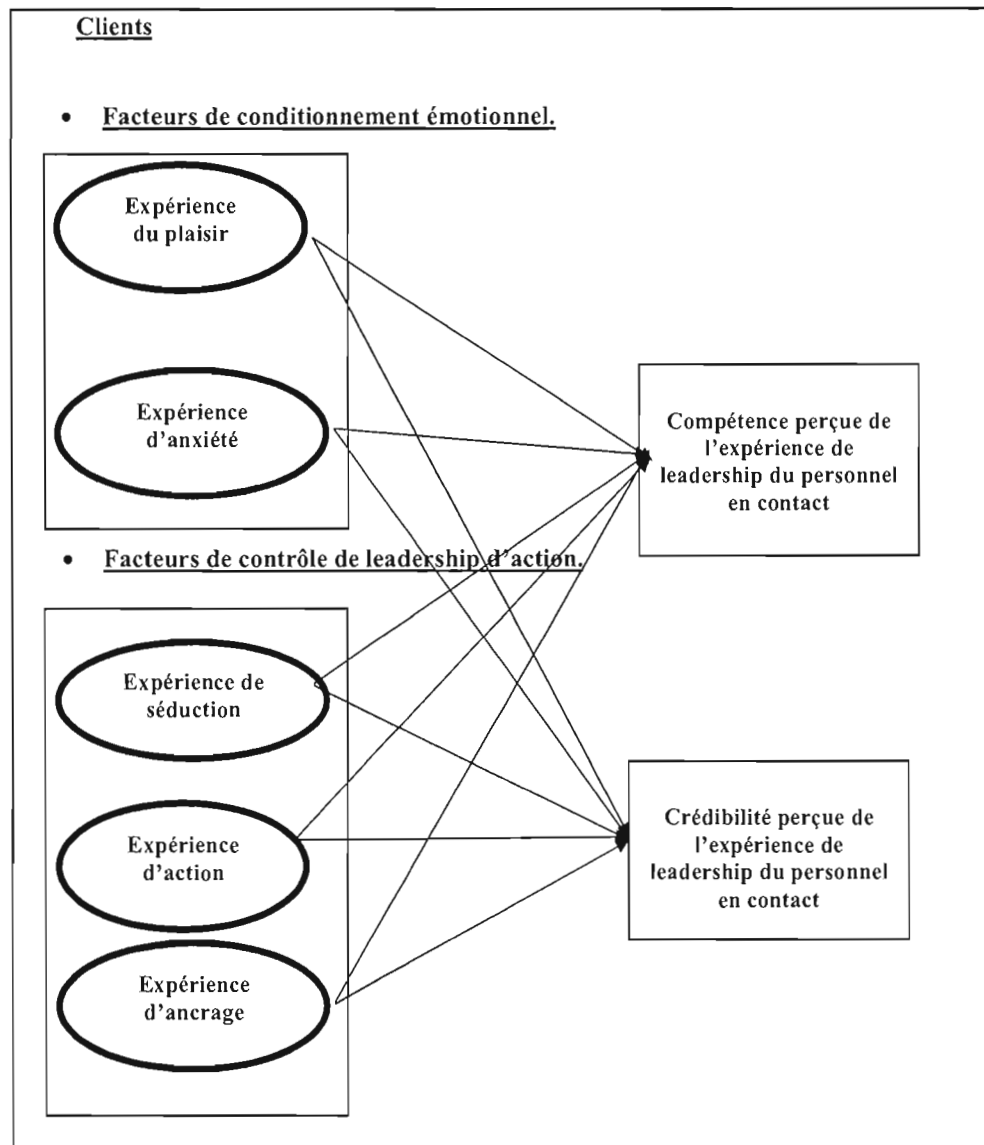 Clients
• Facteurs de conditionnement émotionnel.
Expérience
du plaisir
Expérience
d'anxiété
Compétence perçue de
l'expérience de
leadership du personnel
en contact
• Facteurs de contrôle de leadership d'action.
Expérience de
séduction
Expérience
d'action
Expérience
d'ancrage
Crédibilité perçue de
l'expérience de
leadership du personnel
en contact